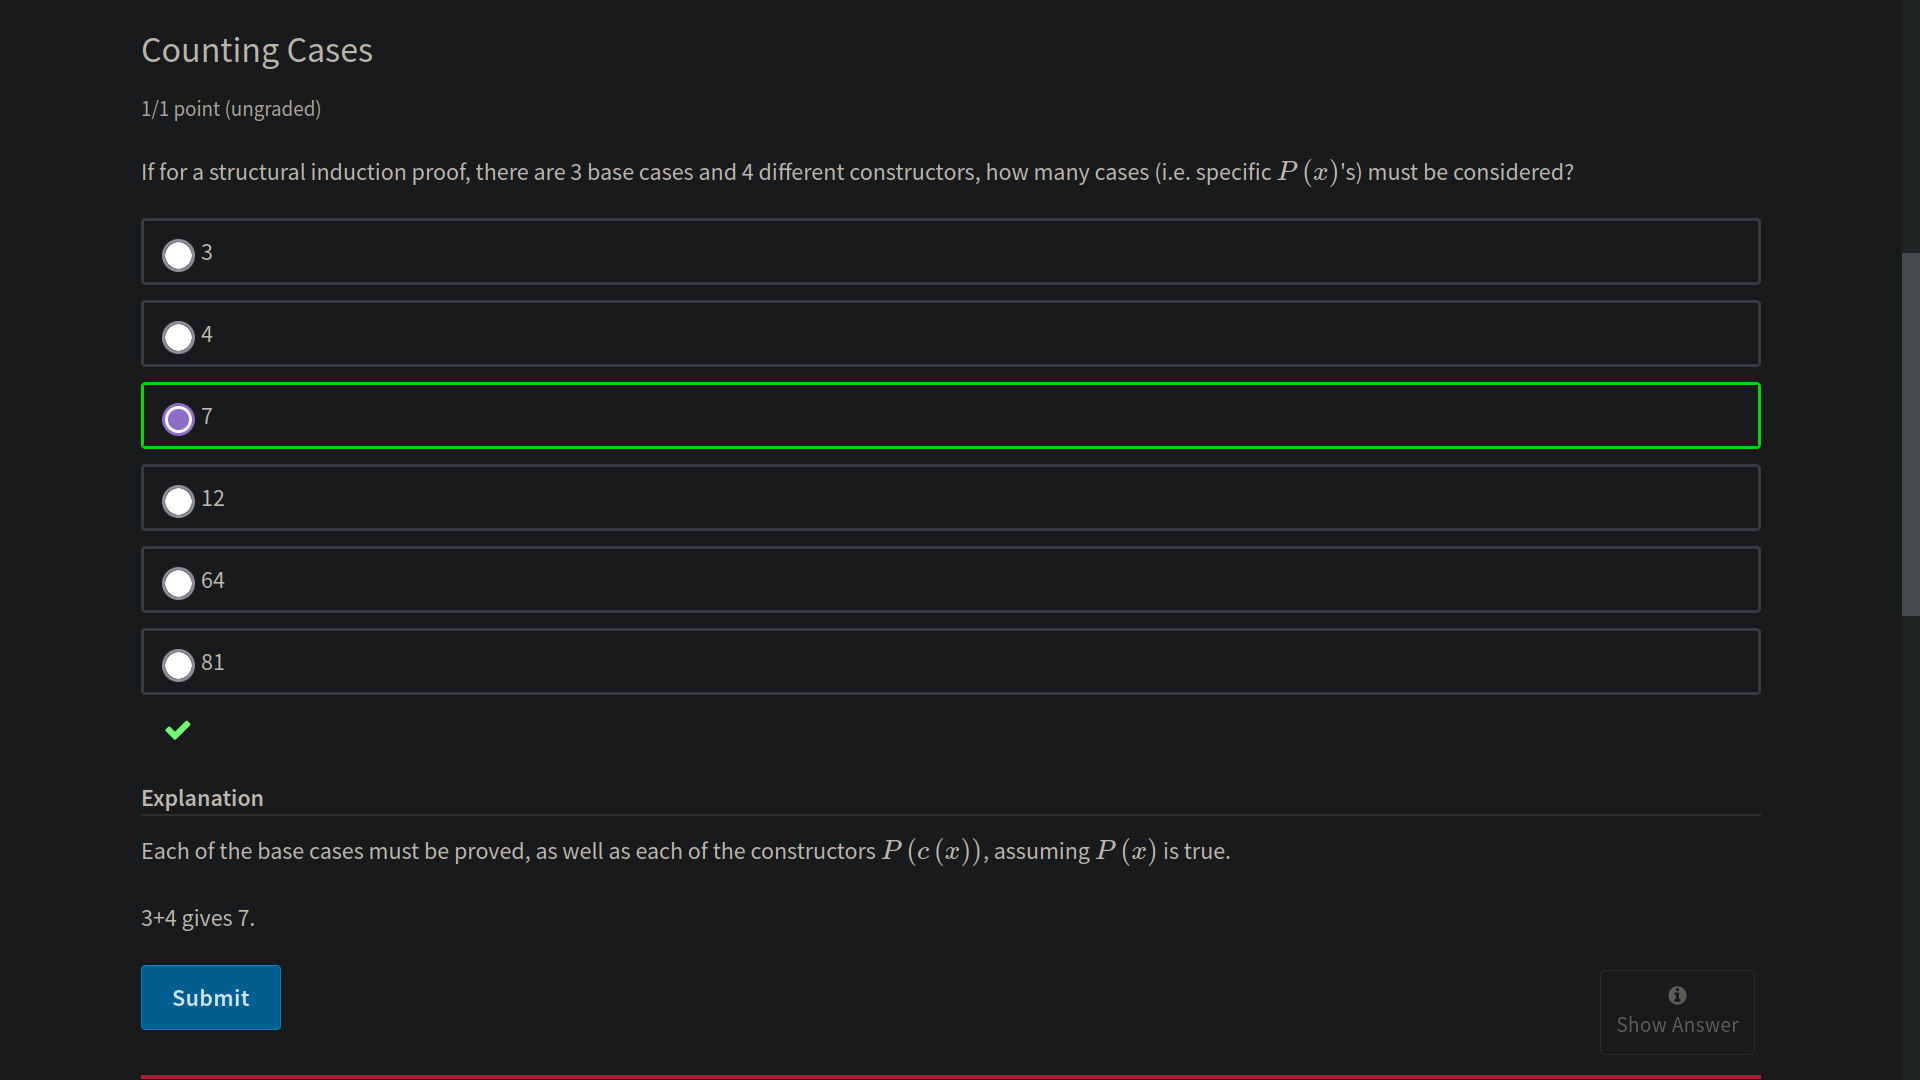 Counting Cases
1/1 point (ungraded)
If for a structural induction proof, there are 3 base cases and 4 different constructors, how many cases (i.e. specific P(x)'s) must be considered?
3
4
7
12
64
81
Explanation
Each of the base cases must be proved, as well as each of the constructors P(c(x)), assuming P(x) is true.
3+4 gives 7.
Submit
Show Answer